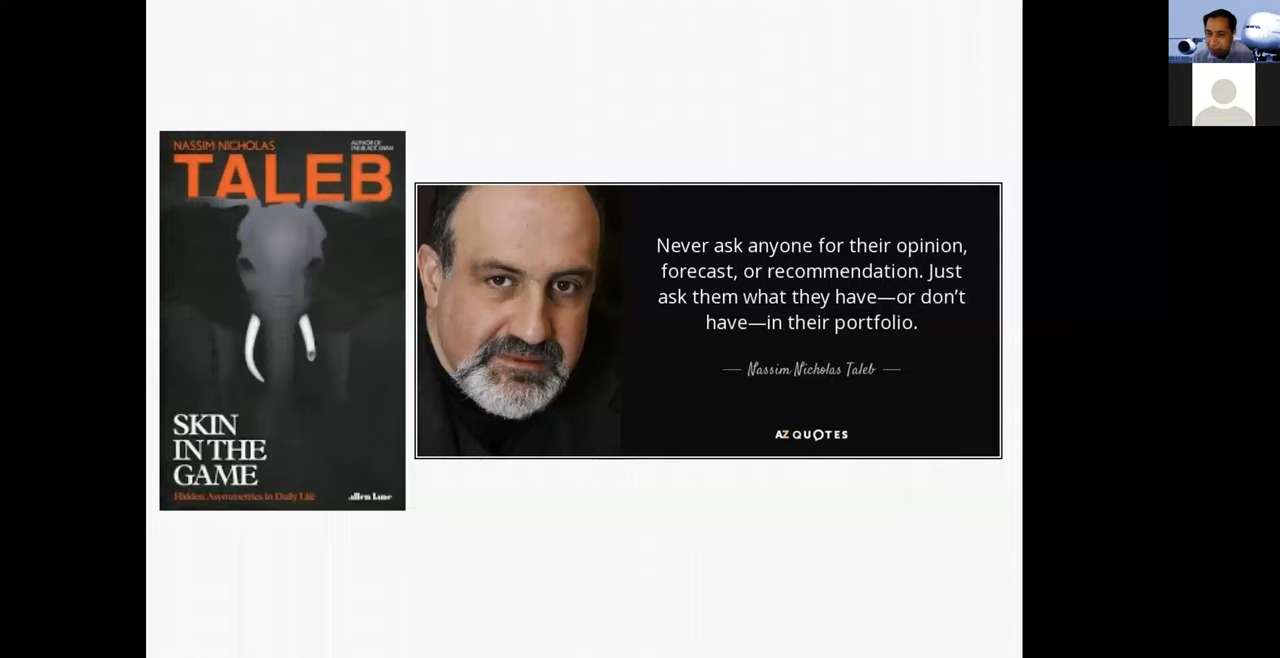 NASSIM NICHOLAS
AUTHOR OF
THE BLACK SWAN
TALEB
SKIN
IN THE
GAME
Hidden Asymmetries in Daily Life
allen lane
Never ask anyone for their opinion,
forecast, or recommendation. Just
ask them what they have—or don't
have—in their portfolio.
Nassim Nicholas Taleb
AZ QUOTES